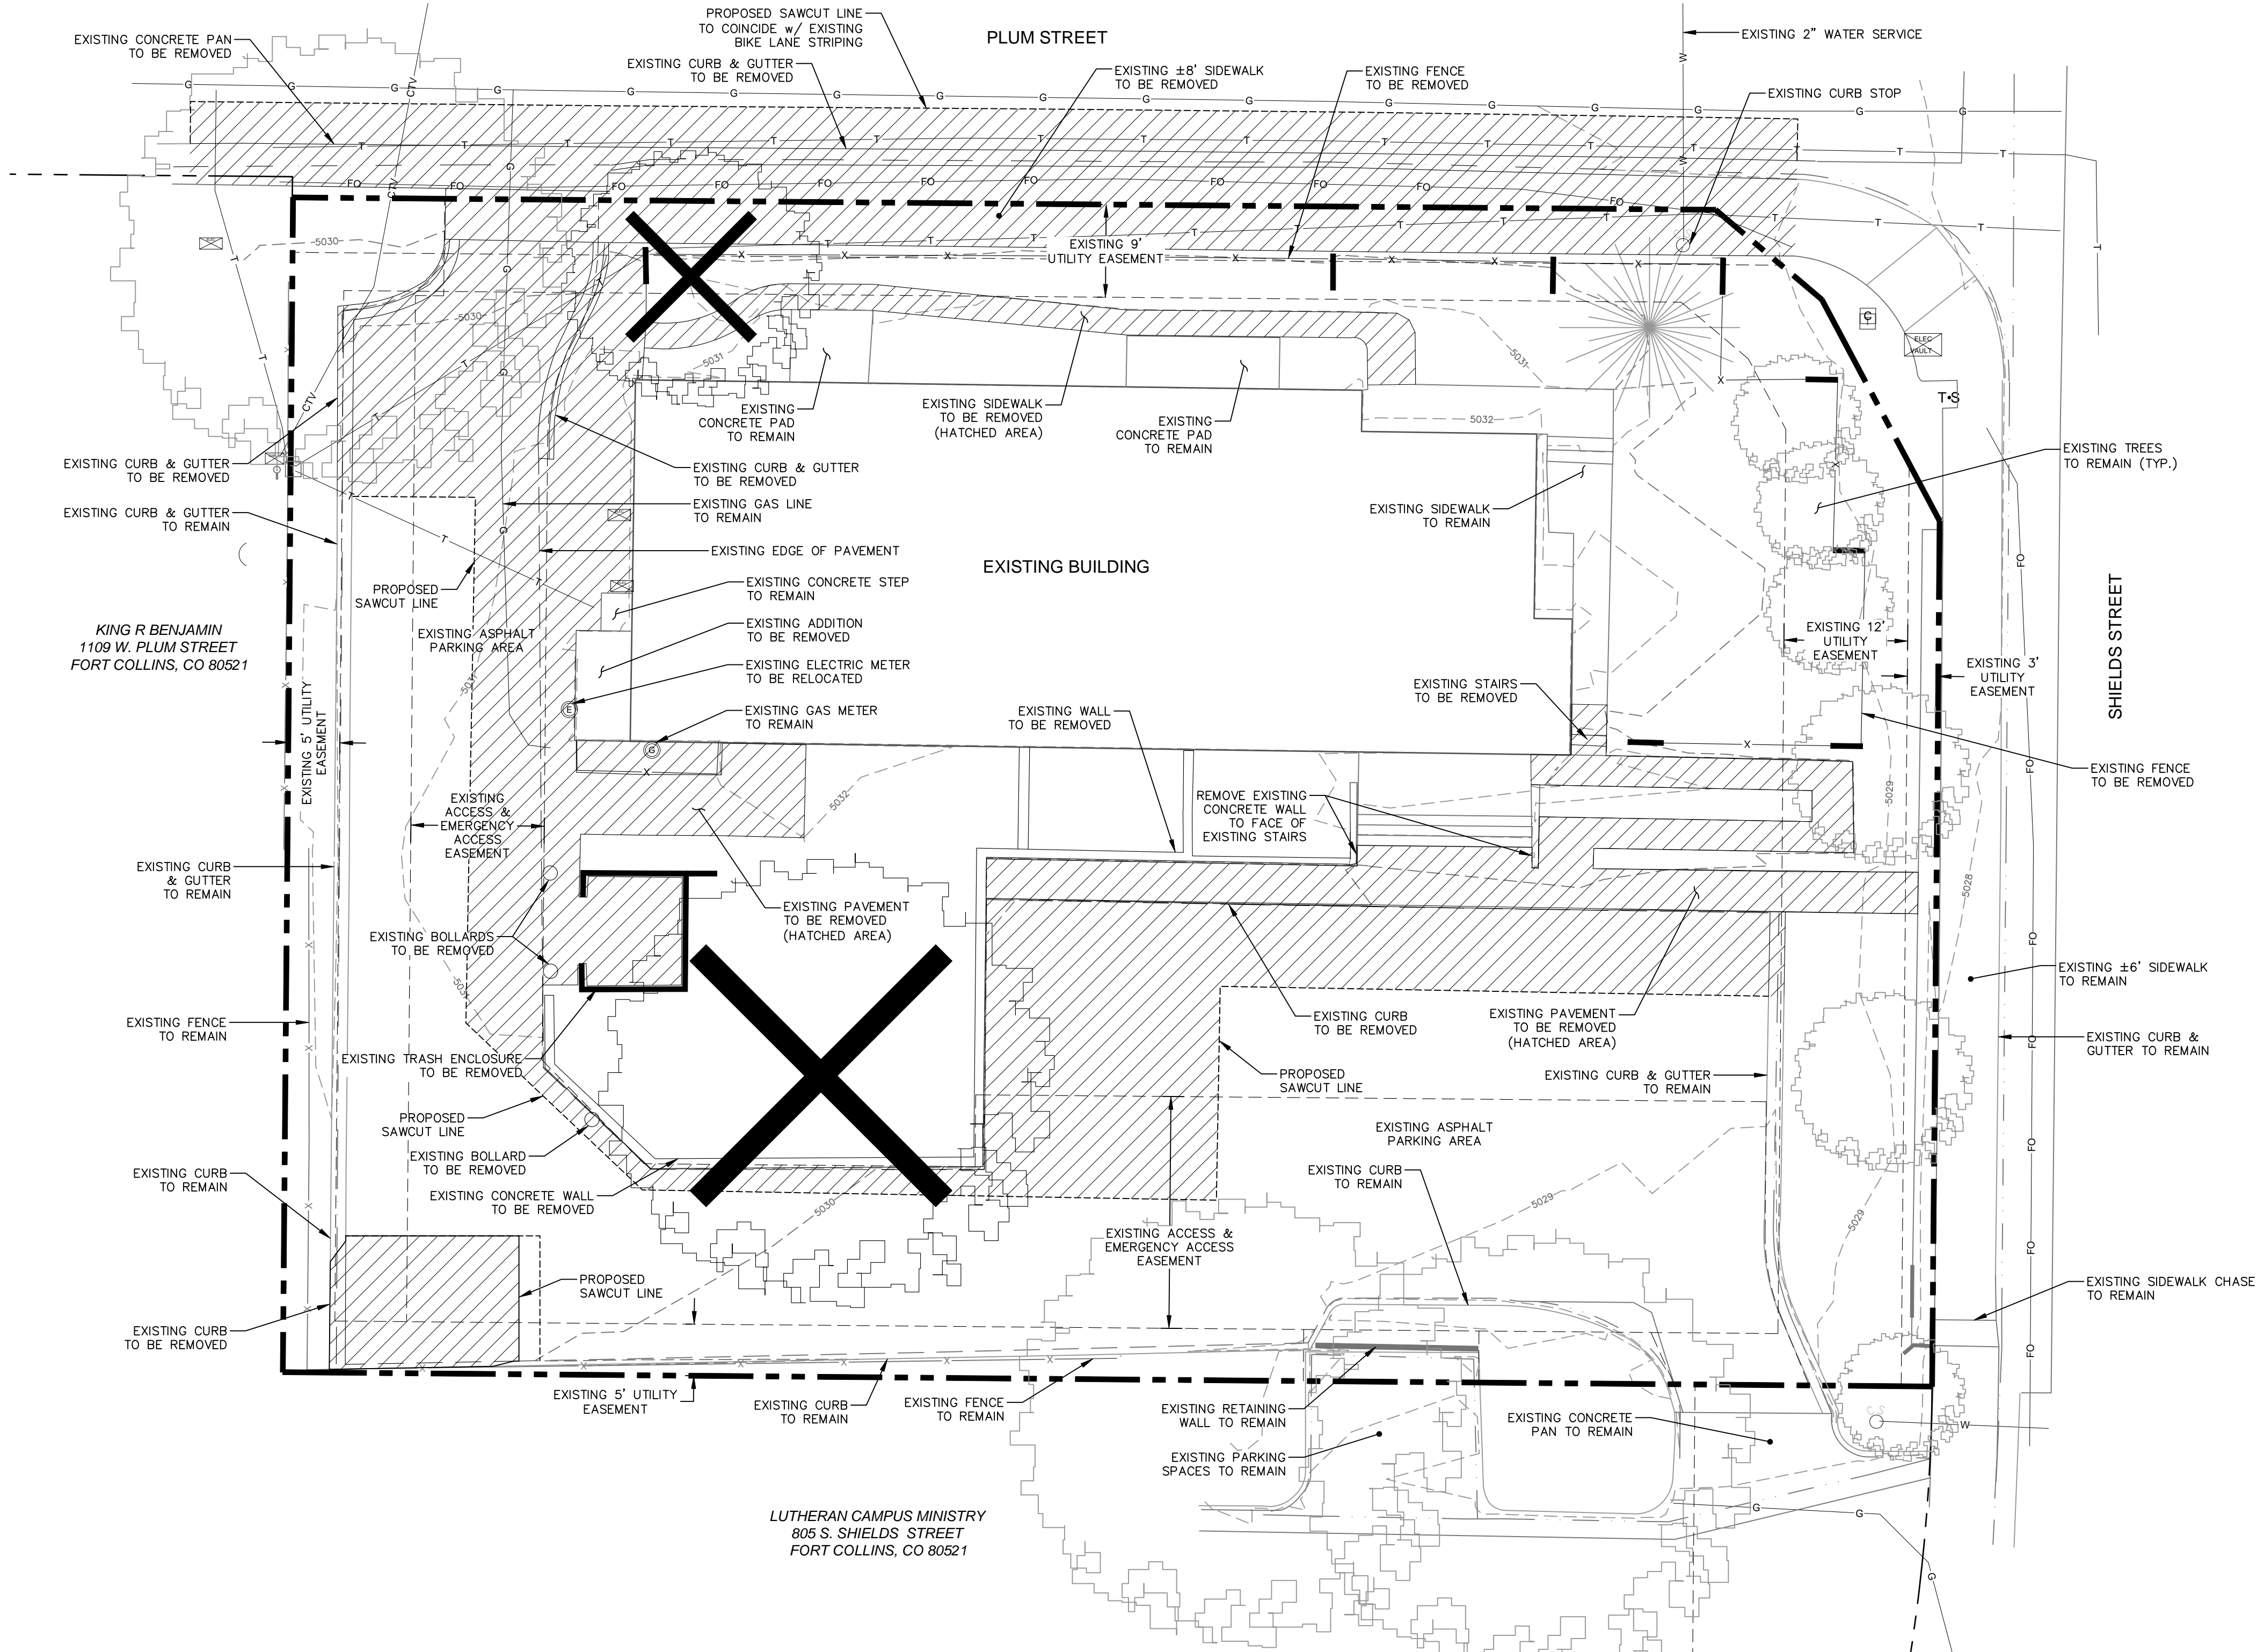 PROPOSED SAWCUT LINE
TO COINCIDE w/ EXISTING
BIKE LANE STRIPING
PLUM STREET
EXISTING 2" WATER SERVICE
EXISTING CONCRETE PAN
TO BE REMOVED
EXISTING CURB & GUTTER
TO BE REMOVED
EXISTING ±8' SIDEWALK
TO BE REMOVED
EXISTING FENCE
TO BE REMOVED
EXISTING CURB STOP
EXISTING 9'
UTILITY EASEMENT
5030
5030
5031
5031
5032
ELEC
VAULT
EXISTING
CONCRETE PAD
TO REMAIN
EXISTING SIDEWALK
TO BE REMOVED
(HATCHED AREA)
EXISTING
CONCRETE PAD
TO REMAIN
EXISTING TREES
TO REMAIN (TYP.)
EXISTING CURB & GUTTER
TO BE REMOVED
EXISTING CURB & GUTTER
TO BE REMOVED
EXISTING CURB & GUTTER
TO REMAIN
EXISTING GAS LINE
TO REMAIN
EXISTING SIDEWALK
TO REMAIN
EXISTING EDGE OF PAVEMENT
EXISTING BUILDING
PROPOSED
SAWCUT LINE
EXISTING CONCRETE STEP
TO REMAIN
KING R BENJAMIN
1109 W. PLUM STREET
FORT COLLINS, CO 80521
EXISTING ASPHALT
PARKING AREA
EXISTING ADDITION
TO BE REMOVED
EXISTING 12'
UTILITY
EASEMENT
SHIELDS STREET
EXISTING ELECTRIC METER
TO BE RELOCATED
EXISTING 3'
UTILITY
EASEMENT
EXISTING STAIRS
TO BE REMOVED
EXISTING GAS METER
TO REMAIN
EXISTING WALL
TO BE REMOVED
EXISTING 5' UTILITY
EASEMENT
EXISTING FENCE
TO BE REMOVED
EXISTING
ACCESS &
EMERGENCY
ACCESS
EASEMENT
5032
REMOVE EXISTING
CONCRETE WALL
TO FACE OF
EXISTING STAIRS
5029
5028
EXISTING CURB
& GUTTER
TO REMAIN
EXISTING PAVEMENT
TO BE REMOVED
(HATCHED AREA)
EXISTING BOLLARDS
TO BE REMOVED
EXISTING ±6' SIDEWALK
TO REMAIN
EXISTING FENCE
TO REMAIN
EXISTING CURB
TO BE REMOVED
EXISTING PAVEMENT
TO BE REMOVED
(HATCHED AREA)
EXISTING CURB &
GUTTER TO REMAIN
EXISTING TRASH ENCLOSURE
TO BE REMOVED
PROPOSED
SAWCUT LINE
EXISTING CURB & GUTTER
TO REMAIN
PROPOSED
SAWCUT LINE
EXISTING ASPHALT
PARKING AREA
EXISTING BOLLARD
TO BE REMOVED
EXISTING CURB
TO REMAIN
EXISTING CURB
TO REMAIN
EXISTING CONCRETE WALL
TO BE REMOVED
5030
5029
5029
EXISTING ACCESS &
EMERGENCY ACCESS
EASEMENT
PROPOSED
SAWCUT LINE
EXISTING SIDEWALK CHASE
TO REMAIN
EXISTING CURB
TO BE REMOVED
EXISTING 5' UTILITY
EASEMENT
EXISTING CURB
TO REMAIN
EXISTING FENCE
TO REMAIN
EXISTING RETAINING
WALL TO REMAIN
EXISTING CONCRETE
PAN TO REMAIN
EXISTING PARKING
SPACES TO REMAIN
LUTHERAN CAMPUS MINISTRY
805 S. SHIELDS STREET
FORT COLLINS, CO 80521